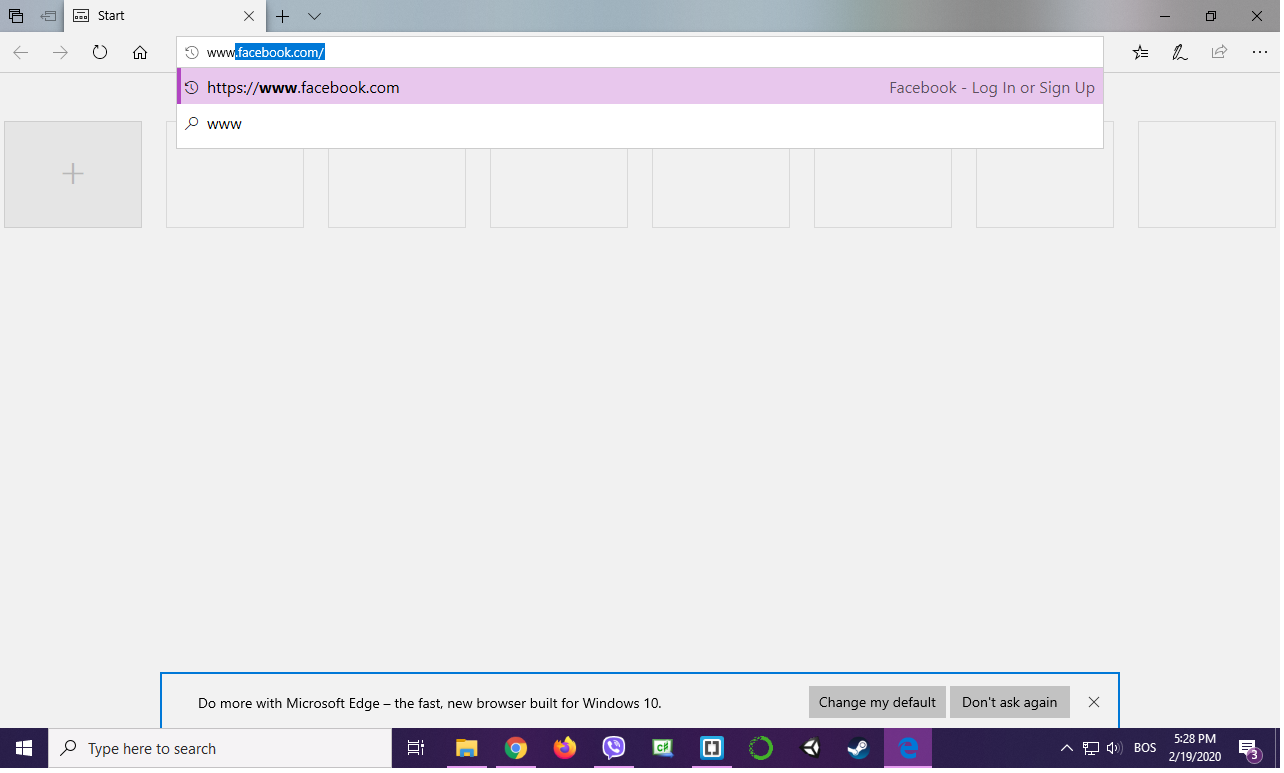 Start
www.facebook.com/
https://www.facebook.com Facebook - Log In or Sign Up
www
Do more with Microsoft Edge – the fast, new browser built for Windows 10. Change my default Don't ask again
Type here to search
BOS
5:28 PM
2/19/2020
3